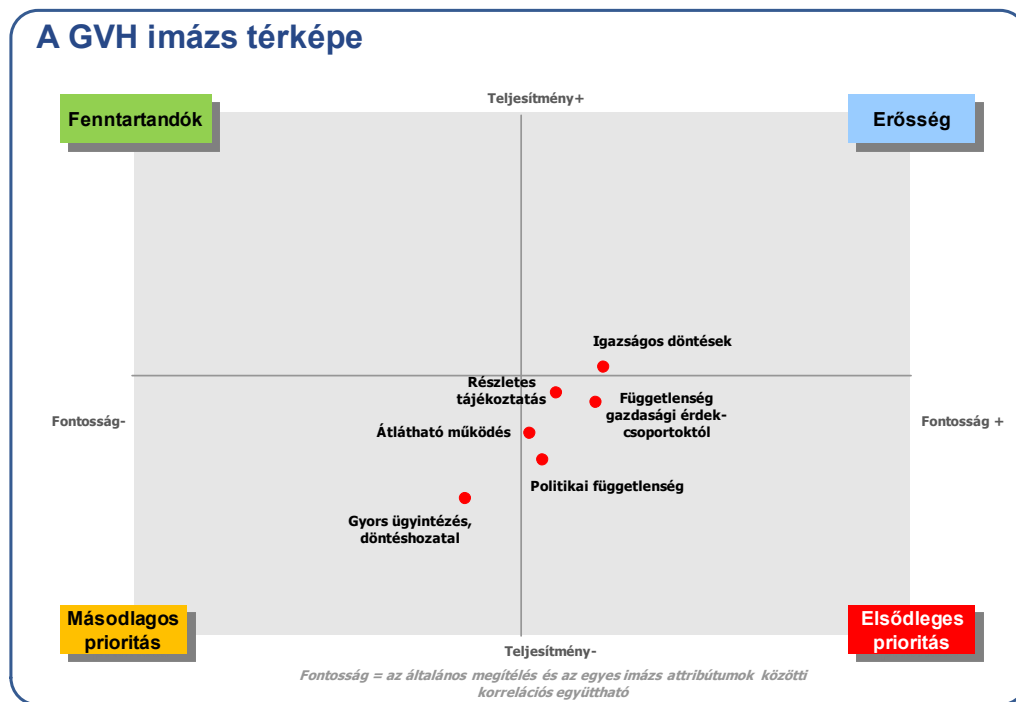 A GVH imázs térképe
Teljesítmény+
Fenntartandók
Erősség
Igazságos döntések
Részletes
tájékoztatás
Függetlenség
gazdasági érdek-
csoportoktól
Fontosság-
Fontosság +
Átlátható működés
Politikai függetlenség
Gyors ügyintézés,
döntéshozatal
Másodlagos
prioritás
Elsődleges
prioritás
Teljesítmény-
Fontosság = az általános megítélés és az egyes imázs attribútumok közötti
korrelációs együttható